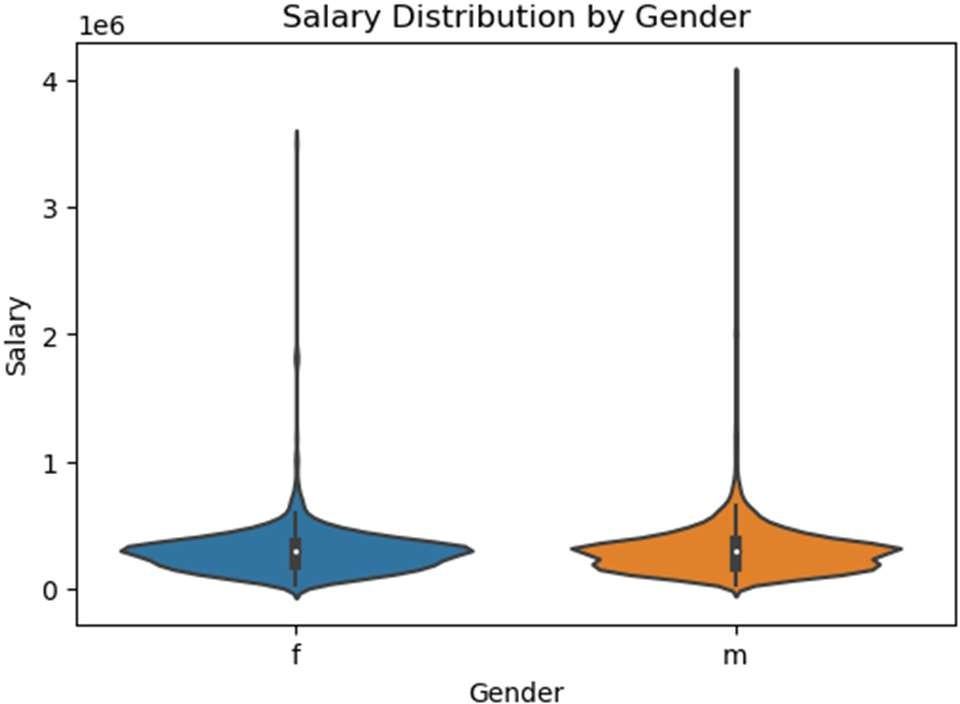 Salary Distribution by Gender
1e6
4
3
2
1
0
Salary
f
m
Gender